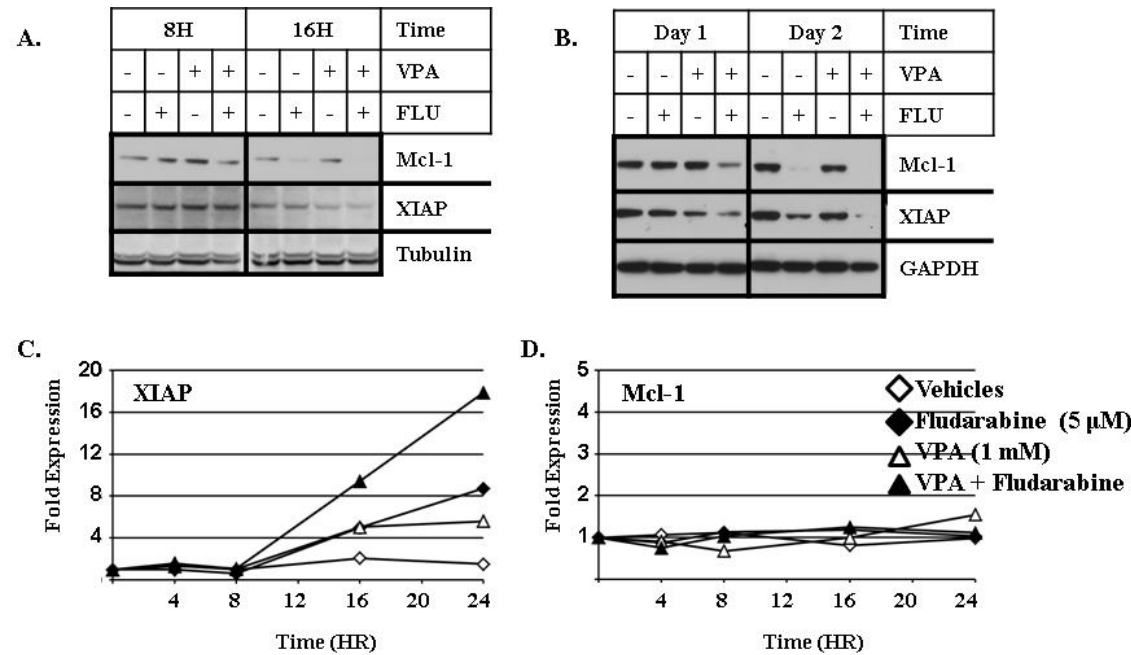 A.
8H 16H Time
- - + + - - + + VPA
- + - + - + - + FLU
Mcl-1
XIAP
Tubulin
B.
Day 1 Day 2 Time
- - + + - - + + VPA
- + - + - + - + FLU
Mcl-1
XIAP
GAPDH
C.
XIAP
Fold Expression
20
16
12
8
4
4 8 12 16 20 24
Time (HR)
D.
Mcl-1
Fold Expression
5
4
3
2
1
4 8 12 16 20 24
Time (HR)
Vehicles
Fludarabine (5 μM)
VPA (1 mM)
VPA + Fludarabine